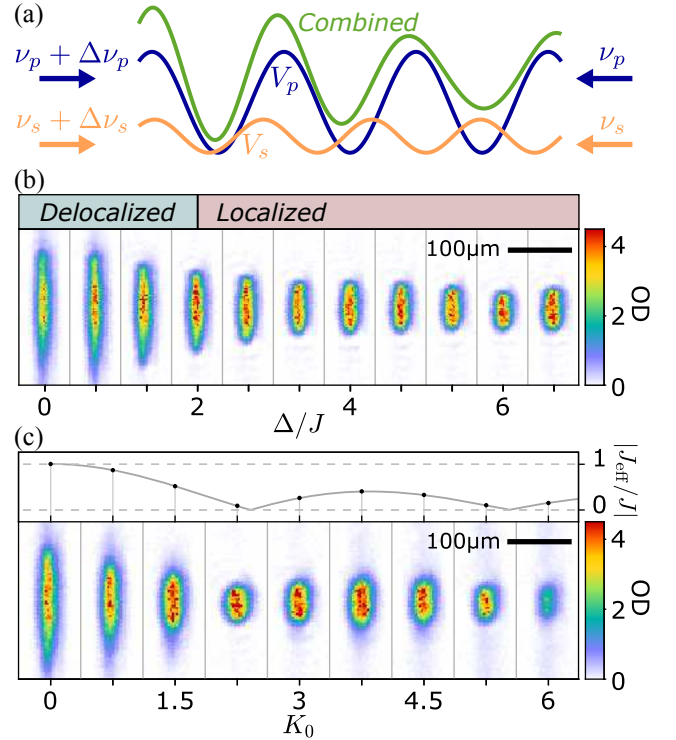 (a)
Combined
ν_p + Δν_p
V_p
ν_p
ν_s + Δν_s
V_s
ν_s
(b)
Delocalized
Localized
100μm
4
2
0
OD
0 2 4 6
Δ/J
(c)
1
0
|J_eff/J|
100μm
4
2
0
OD
0 1.5 3 4.5 6
K_0